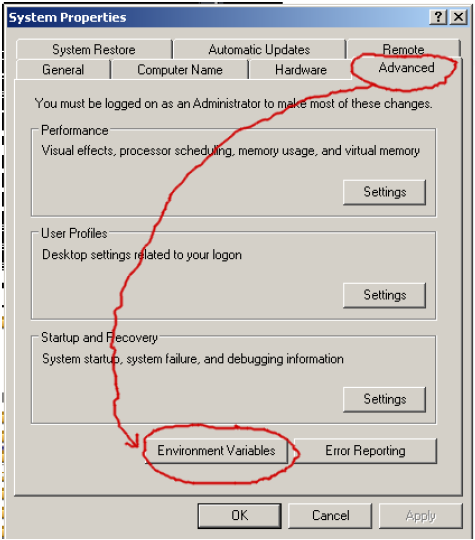 System Properties
System Restore Automatic Updates Remote
General Computer Name Hardware Advanced
You must be logged on as an Administrator to make most of these changes.
Performance
Visual effects, processor scheduling, memory usage, and virtual memory
Settings
User Profiles
Desktop settings related to your logon
Settings
Startup and Recovery
System startup, system failure, and debugging information
Settings
Environment Variables Error Reporting
OK Cancel Apply